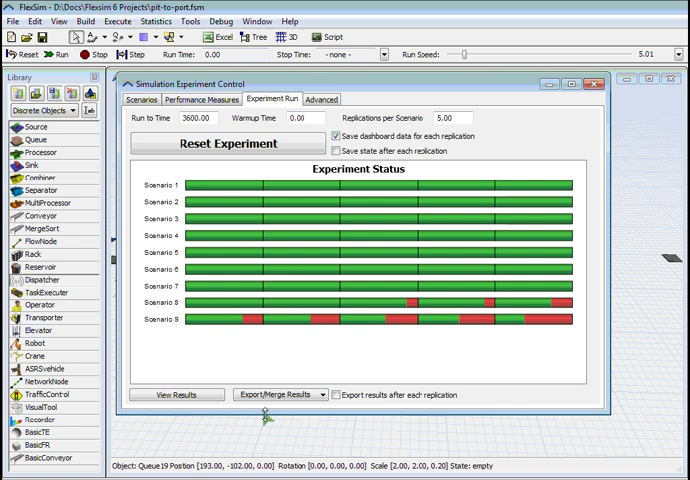 FlexSim - D:\Docs\Flexsim 6 Projects\pit-to-port.fsm
File Edit View Build Execute Statistics Tools Debug Window Help
Excel Tree 3D Script
Reset Run Stop Step Run Time: 0.00 Stop Time: - none - Run Speed: 5.01
Library
Discrete Objects
Source
Queue
Processor
Sink
Combiner
Separator
MultiProcessor
Conveyor
MergeSort
FlowNode
Rack
Reservoir
Dispatcher
TaskExecuter
Operator
Transporter
Elevator
Robot
Crane
ASRSvehicle
NetworkNode
TrafficControl
VisualTool
Recorder
BasicTE
BasicFR
BasicConveyor
Simulation Experiment Control
Scenarios Performance Measures Experiment Run Advanced
Run to Time 3600.00 Warmup Time 0.00 Replications per Scenario 5.00
Reset Experiment
Save dashboard data for each replication
Save state after each replication
Experiment Status
Scenario 1
Scenario 2
Scenario 3
Scenario 4
Scenario 5
Scenario 6
Scenario 7
Scenario 8
Scenario 9
View Results Export/Merge Results Export results after each replication
Object: Queue19 Position [193.00, -102.00, 0.00] Rotation [0.00, 0.00, 0.00] Scale [2.00, 2.00, 0.20] State: empty